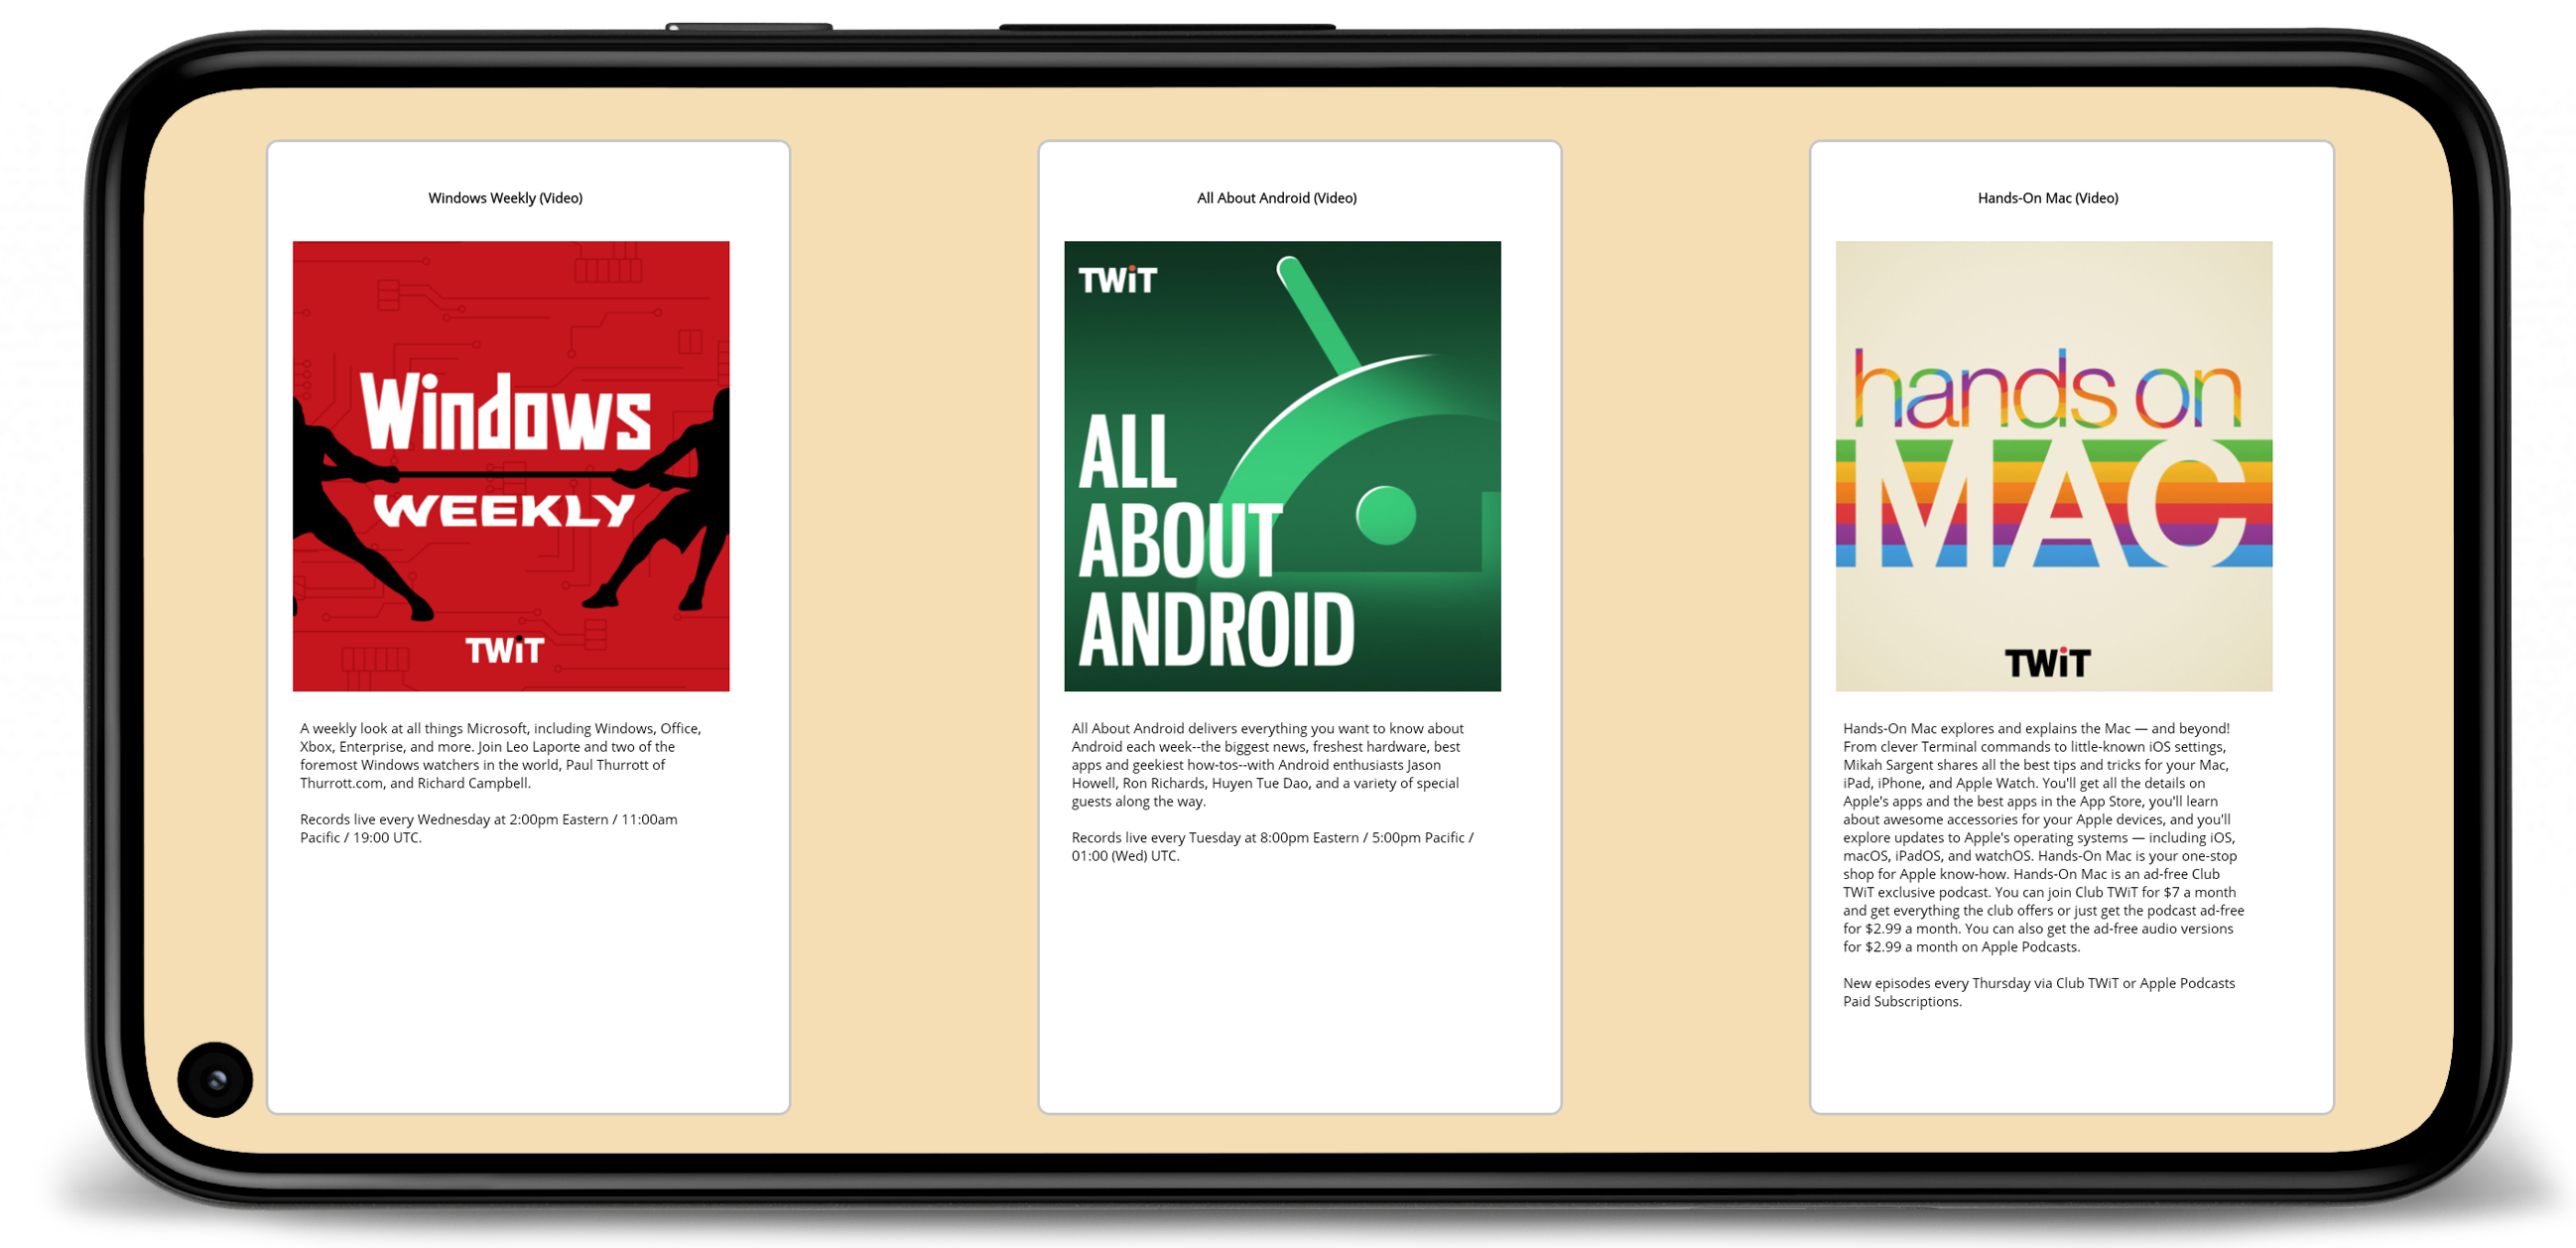 Windows Weekly (Video)
Windows
WEEKLY
TWiT
A weekly look at all things Microsoft, including Windows, Office,
Xbox, Enterprise, and more. Join Leo Laporte and two of the
foremost Windows watchers in the world, Paul Thurrott of
Thurrott.com, and Richard Campbell.
Records live every Wednesday at 2:00pm Eastern / 11:00am
Pacific / 19:00 UTC.
All About Android (Video)
TWiT
ALL
ABOUT
ANDROID
All About Android delivers everything you want to know about
Android each week--the biggest news, freshest hardware, best
apps and geekiest how-tos--with Android enthusiasts Jason
Howell, Ron Richards, Huyen Tue Dao, and a variety of special
guests along the way.
Records live every Tuesday at 8:00pm Eastern / 5:00pm Pacific /
01:00 (Wed) UTC.
Hands-On Mac (Video)
hands on
MAC
TWiT
Hands-On Mac explores and explains the Mac — and beyond!
From clever Terminal commands to little-known iOS settings,
Mikah Sargent shares all the best tips and tricks for your Mac,
iPad, iPhone, and Apple Watch. You'll get all the details on
Apple's apps and the best apps in the App Store, you'll learn
about awesome accessories for your Apple devices, and you'll
explore updates to Apple's operating systems — including iOS,
macOS, iPadOS, and watchOS. Hands-On Mac is your one-stop
shop for Apple know-how. Hands-On Mac is an ad-free Club
TWiT exclusive podcast. You can join Club TWiT for $7 a month
and get everything the club offers or just get the podcast ad-free
for $2.99 a month. You can also get the ad-free audio versions
for $2.99 a month on Apple Podcasts.
New episodes every Thursday via Club TWiT or Apple Podcasts
Paid Subscriptions.